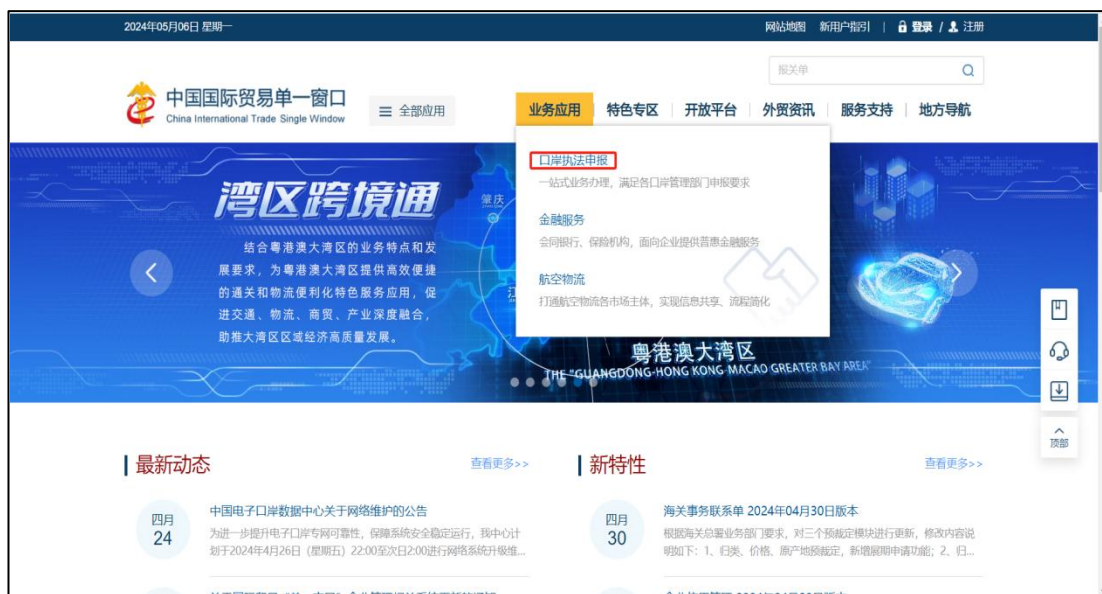 2024年05月06日 星期一
网站地图 新用户指引 | 登录 / 注册
报关单
中国国际贸易单一窗口
China International Trade Single Window
全部应用
业务应用 特色专区 开放平台 外贸资讯 服务支持 地方导航
口岸执法申报
一站式业务办理，满足各口岸管理部门申报要求
金融服务
会同银行、保险机构，面向企业提供普惠金融服务
航空物流
打通航空物流各市场主体，实现信息共享、流程简化
湾区跨境通
肇庆
结合粤港澳大湾区的业务特点和发
展要求，为粤港澳大湾区提供高效便捷
的通关和物流便利化特色服务应用，促
进交通、物流、商贸、产业深度融合，
助推大湾区区域经济高质量发展。
粤港澳大湾区
THE "GUANGDONG-HONG KONG-MACAO GREATER BAY AREA"
顶部
最新动态
查看更多>>
四月
24
中国电子口岸数据中心关于网络维护的公告
为进一步提升电子口岸专网可靠性，保障系统安全稳定运行，我中心计
划于2024年4月26日（星期五）22:00至次日2:00进行网络系统升级维...
新特性
查看更多>>
四月
30
海关事务联系单 2024年04月30日版本
根据海关总署业务部门要求，对三个预裁定模块进行更新，修改内容说
明如下：1、归类、价格、原产地预裁定，新增展期申请功能；2、归...